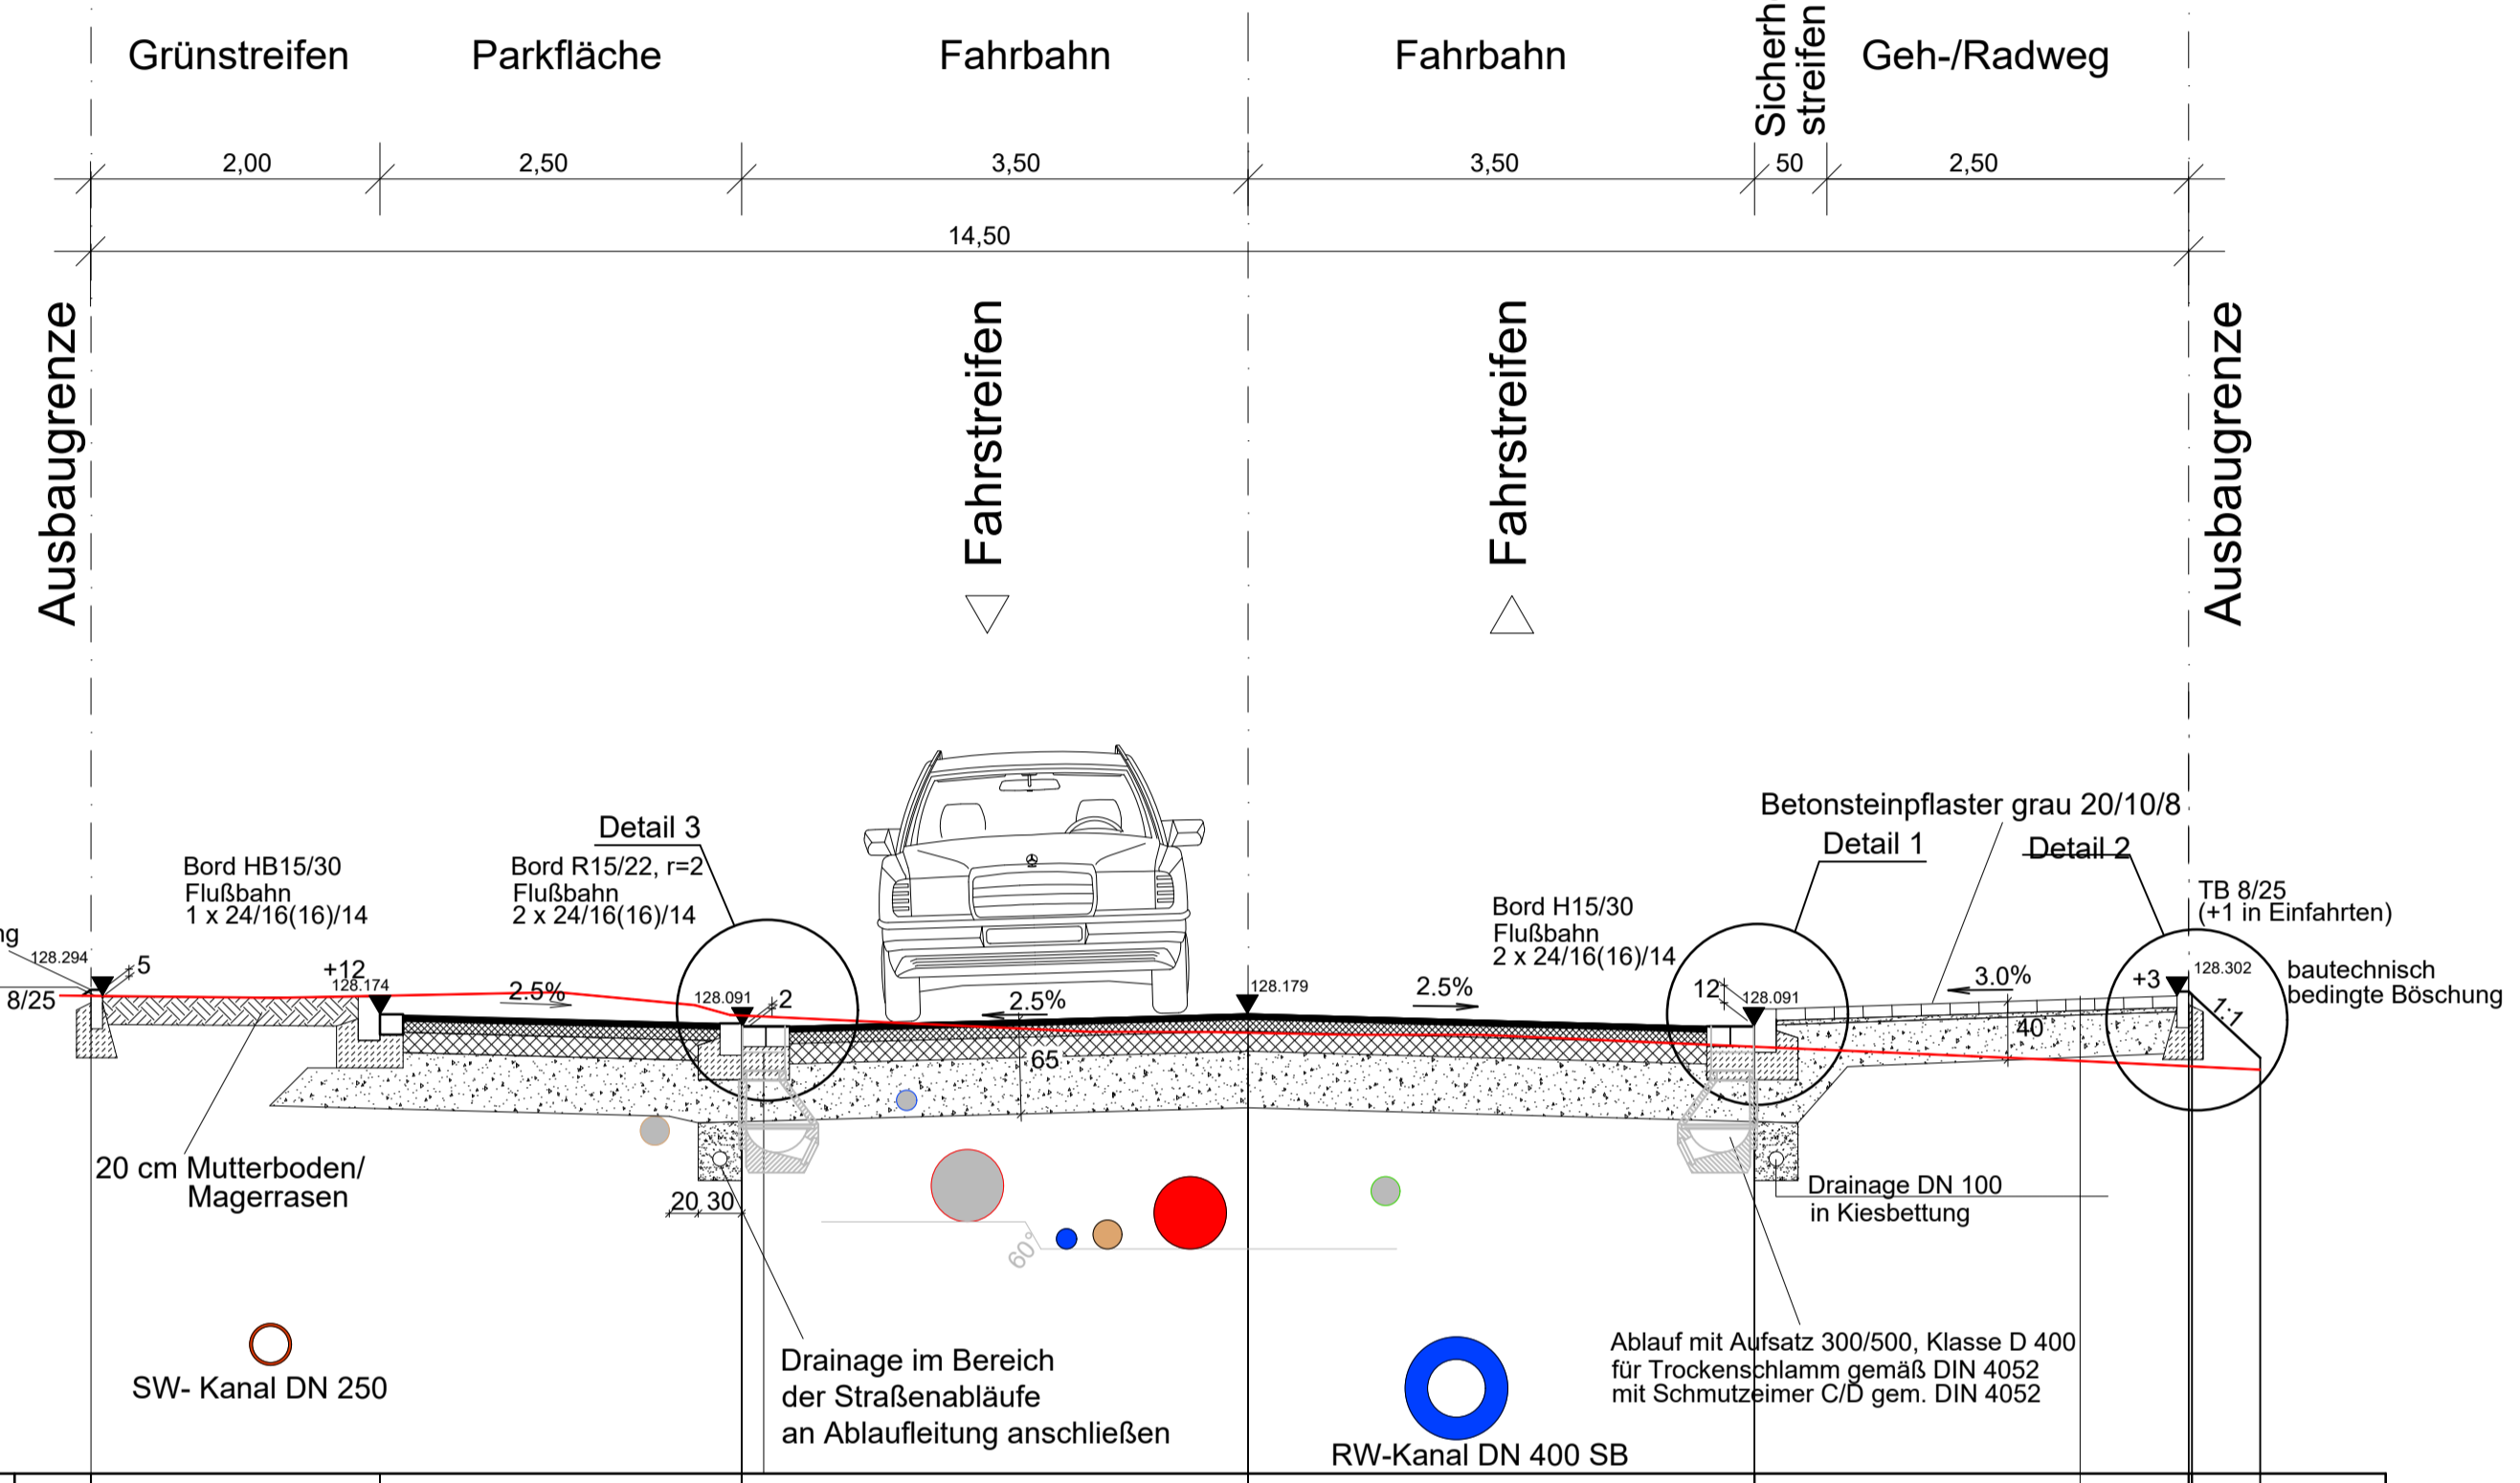 Grünstreifen
Parkfläche
Fahrbahn
Fahrbahn
Sicherh
streifen
Geh-/Radweg
2,00
2,50
3,50
3,50
50
2,50
14,50
Ausbaugrenze
Fahrstreifen
Fahrstreifen
Ausbaugrenze
Detail 3
Betonsteinpflaster grau 20/10/8
Detail 1
Detail 2
Bord HB15/30
Flußbahn
1 x 24/16(16)/14
Bord R15/22, r=2
Flußbahn
2 x 24/16(16)/14
Bord H15/30
Flußbahn
2 x 24/16(16)/14
TB 8/25
(+1 in Einfahrten)
ng
128.294
5
8/25
+12
128.174
2.5%
128.091
2
2.5%
65
128.179
2.5%
12
128.091
3.0%
40
+3
128.302
1:1
bautechnisch
bedingte Böschung
20 cm Mutterboden/
Magerrasen
20 30
60°
Drainage DN 100
in Kiesbettung
SW- Kanal DN 250
Drainage im Bereich
der Straßenabläufe
an Ablaufleitung anschließen
RW-Kanal DN 400 SB
Ablauf mit Aufsatz 300/500, Klasse D 400
für Trockenschlamm gemäß DIN 4052
mit Schmutzeimer C/D gem. DIN 4052